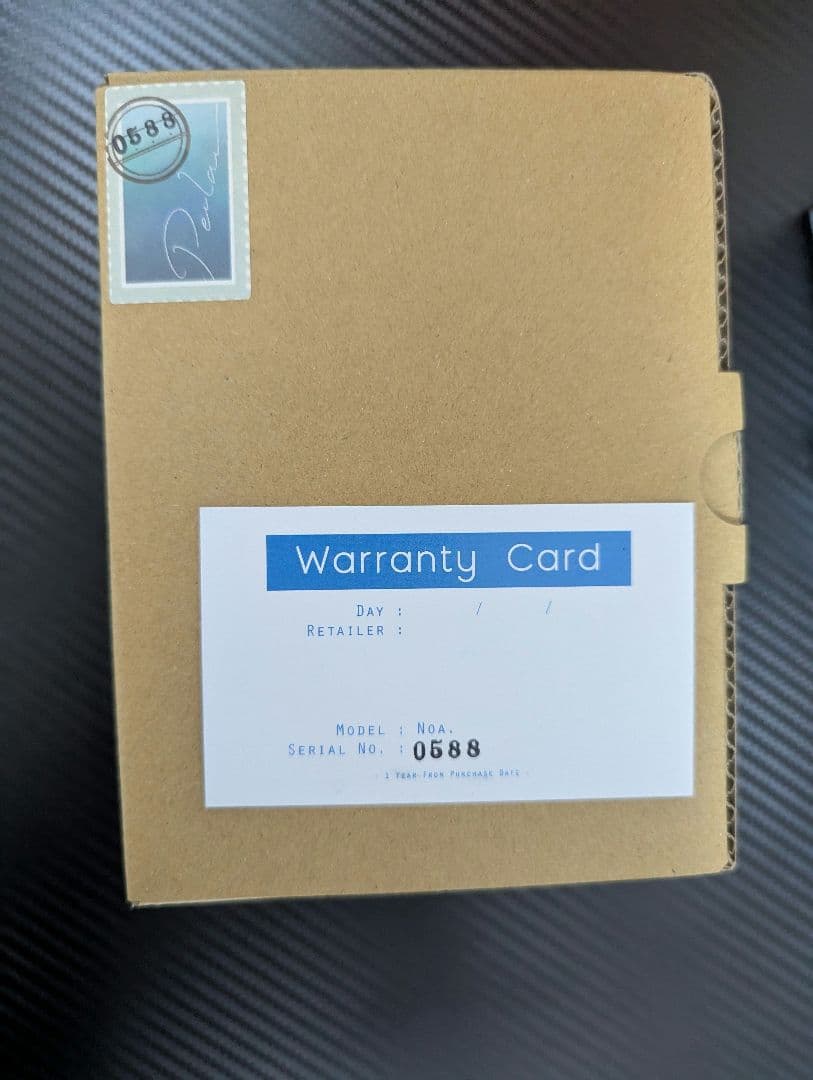 0588
Warranty Card
DAY : / /
RETAILER :
MODEL : NOA.
SERIAL NO. : 0588
1 YEAR FROM PURCHASE DATE